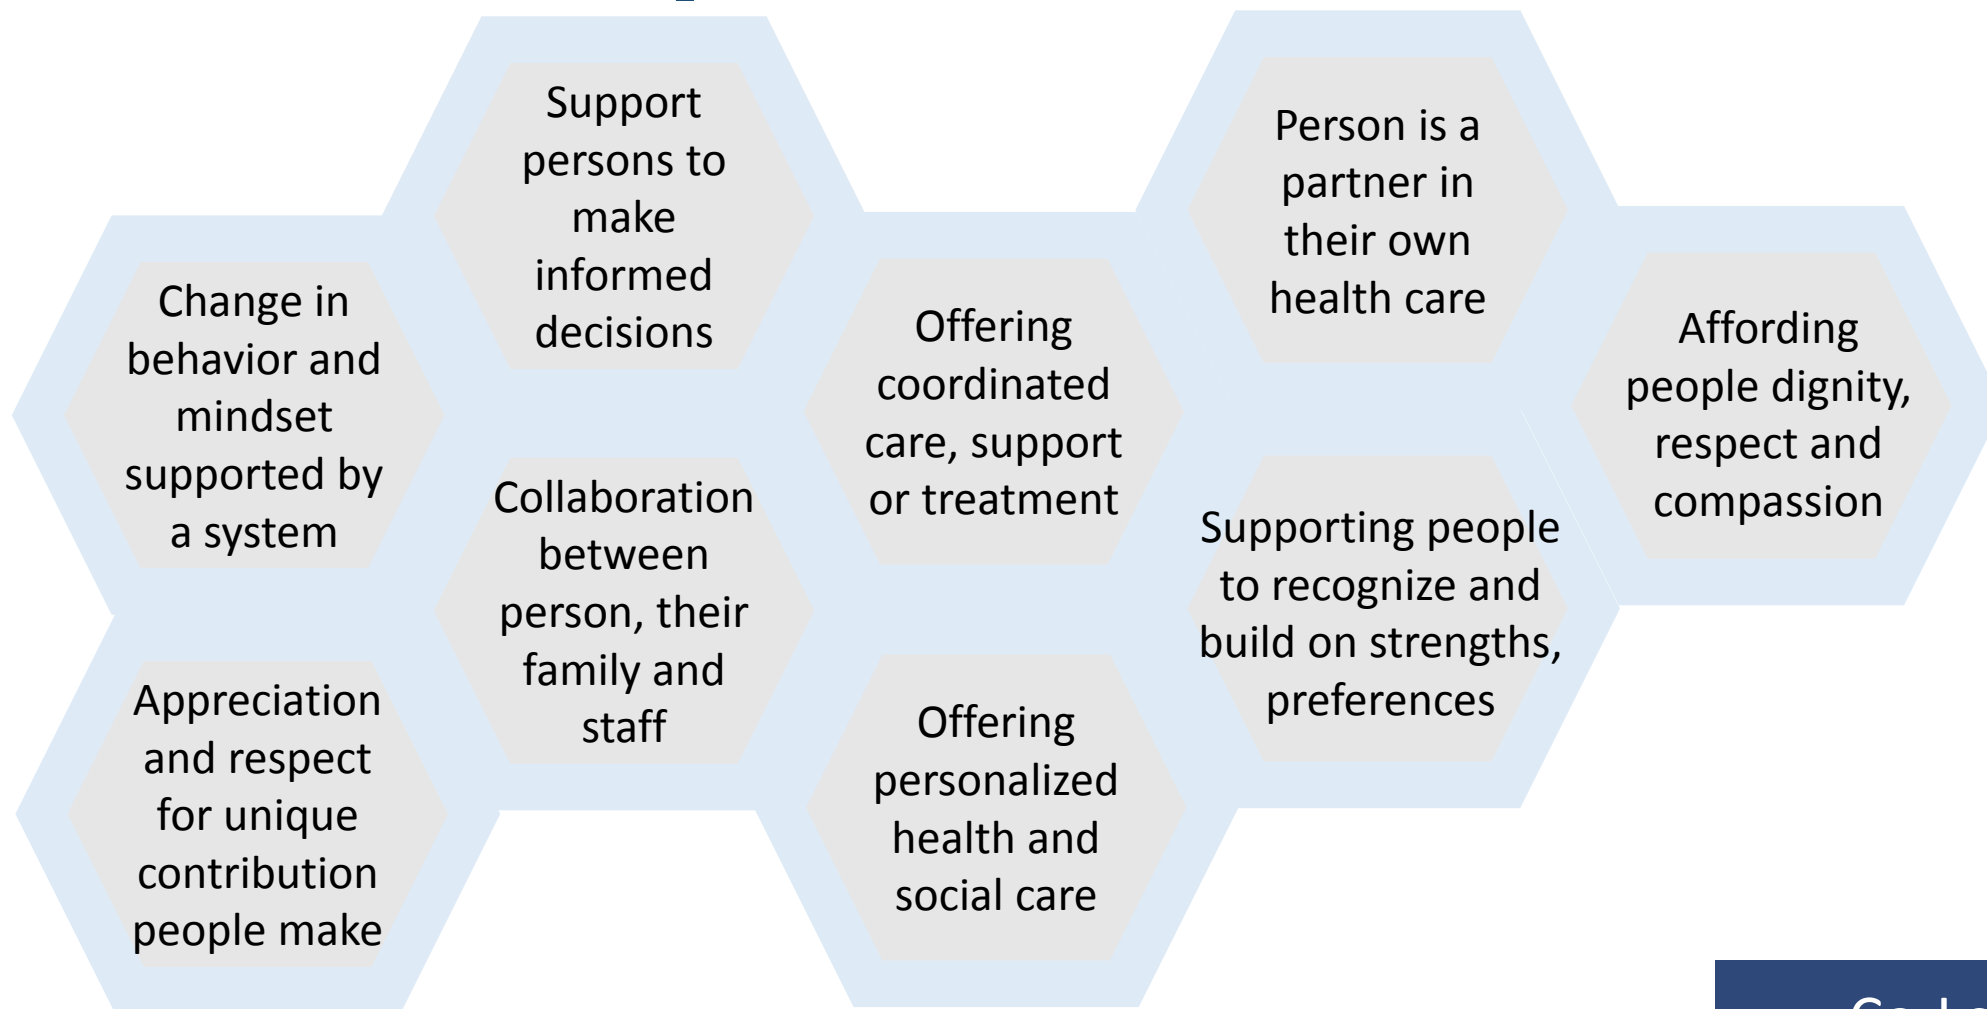 Support
persons to
make
informed
decisions
Person is a
partner in
their own
health care
Change in
behavior and
mindset
supported by
a system
Offering
coordinated
care, support
or treatment
Affording
people dignity,
respect and
compassion
Collaboration
between
person, their
family and
staff
Supporting people
to recognize and
build on strengths,
preferences
Appreciation
and respect
for unique
contribution
people make
Offering
personalized
health and
social care